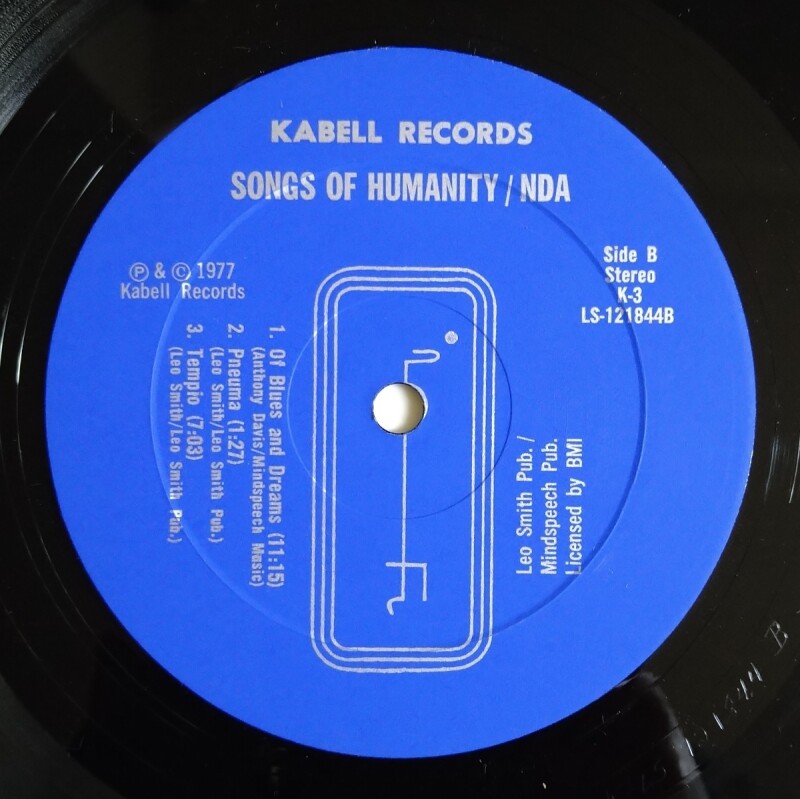 KABELL RECORDS
SONGS OF HUMANITY / NDA
℗ & © 1977
Kabell Records
Side B
Stereo
K-3
LS-121844B
1. Of Blues and Dreams (11:15)
(Anthony Davis/Mindspeech Music)
2. Pneuma (1:27)
(Leo Smith/Leo Smith Pub.)
3. Tempio (7:03)
(Leo Smith/Leo Smith Pub.)
Leo Smith Pub./
Mindspeech Pub.
Licensed by BMI